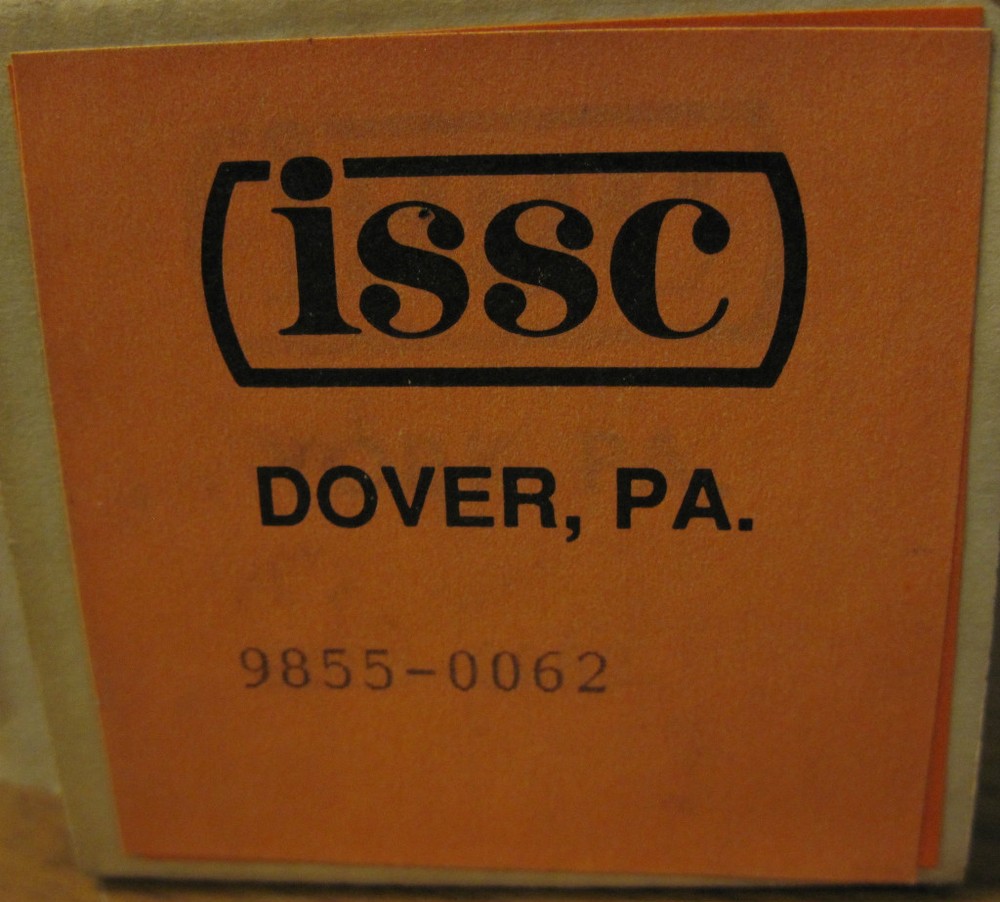 issc
DOVER, PA.
9855-0062